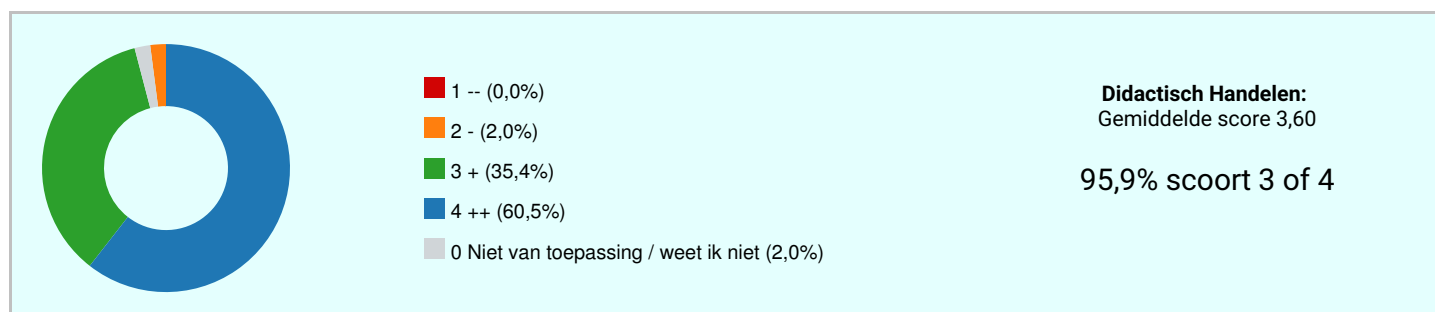 1 -- (0,0%)
2 - (2,0%)
3 + (35,4%)
4 ++ (60,5%)
0 Niet van toepassing / weet ik niet (2,0%)
Didactisch Handelen:
Gemiddelde score 3,60
95,9% scoort 3 of 4